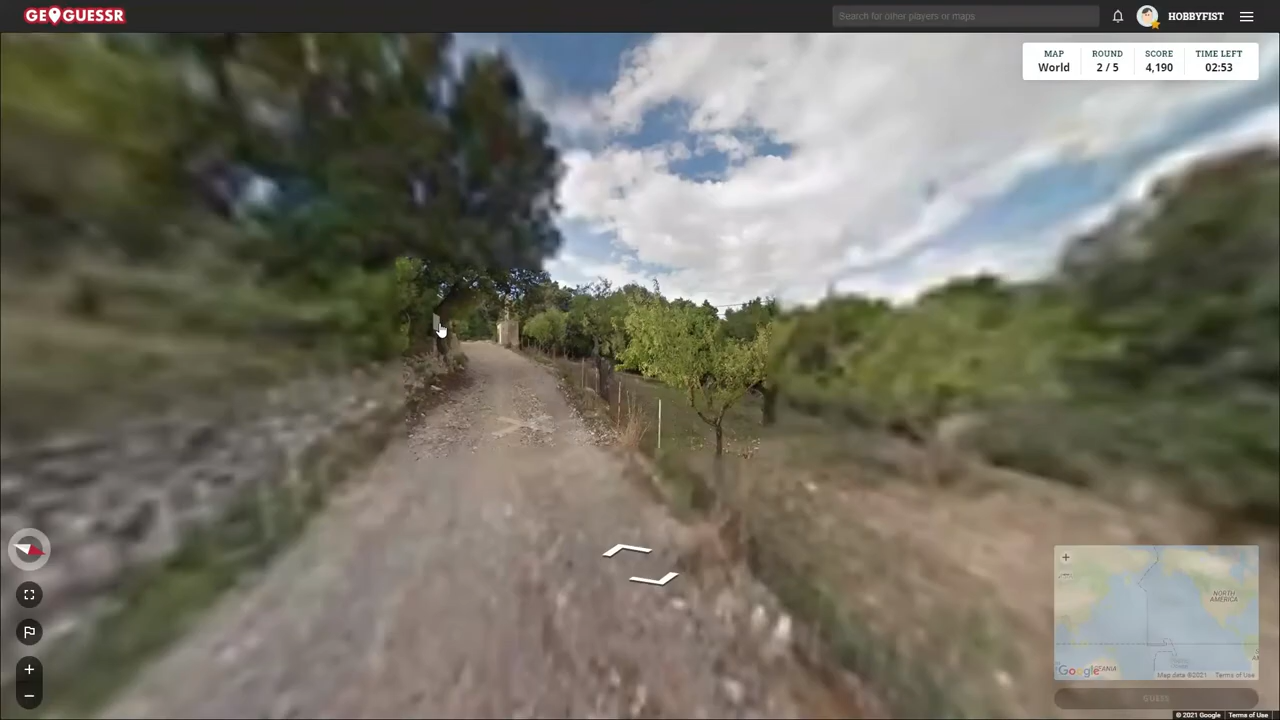 GEOGUESSR
Search for other players or maps
HOBBYFIST
MAP
World
ROUND
2 / 5
SCORE
4,190
TIME LEFT
02:53
NORTH
AMERICA
Google
Map data ©2021
Terms of Use
GUESS
© 2021 Google
Terms of Use